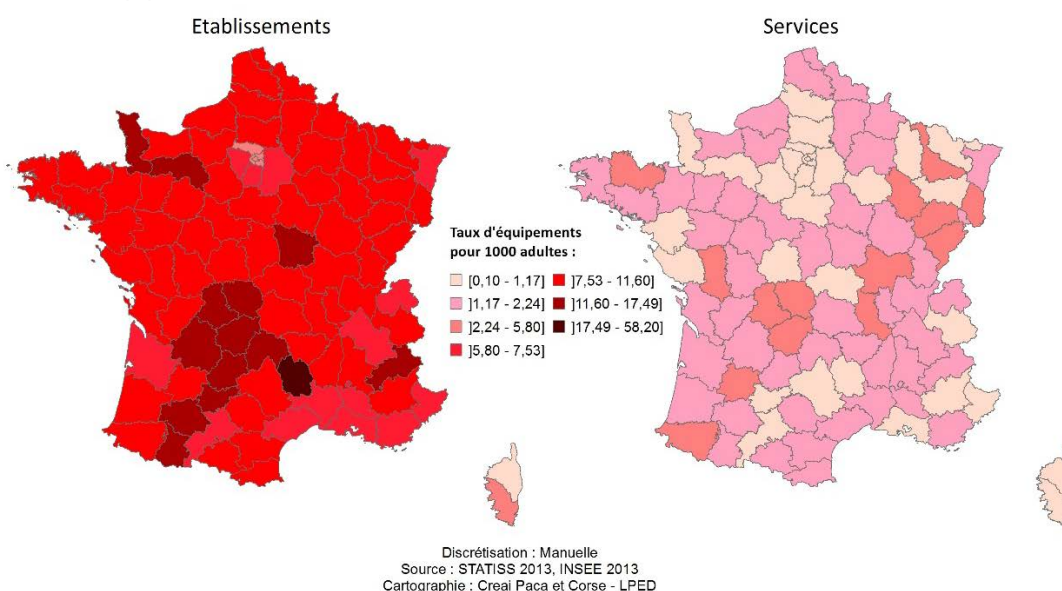 Etablissements
Services
Taux d'équipements
pour 1000 adultes :
[0,10 - 1,17]
]7,53 - 11,60]
]1,17 - 2,24]
]11,60 - 17,49]
]2,24 - 5,80]
]17,49 - 58,20]
]5,80 - 7,53]
Discrétisation : Manuelle
Source : STATISS 2013, INSEE 2013
Cartographie : Creai Paca et Corse - LPED